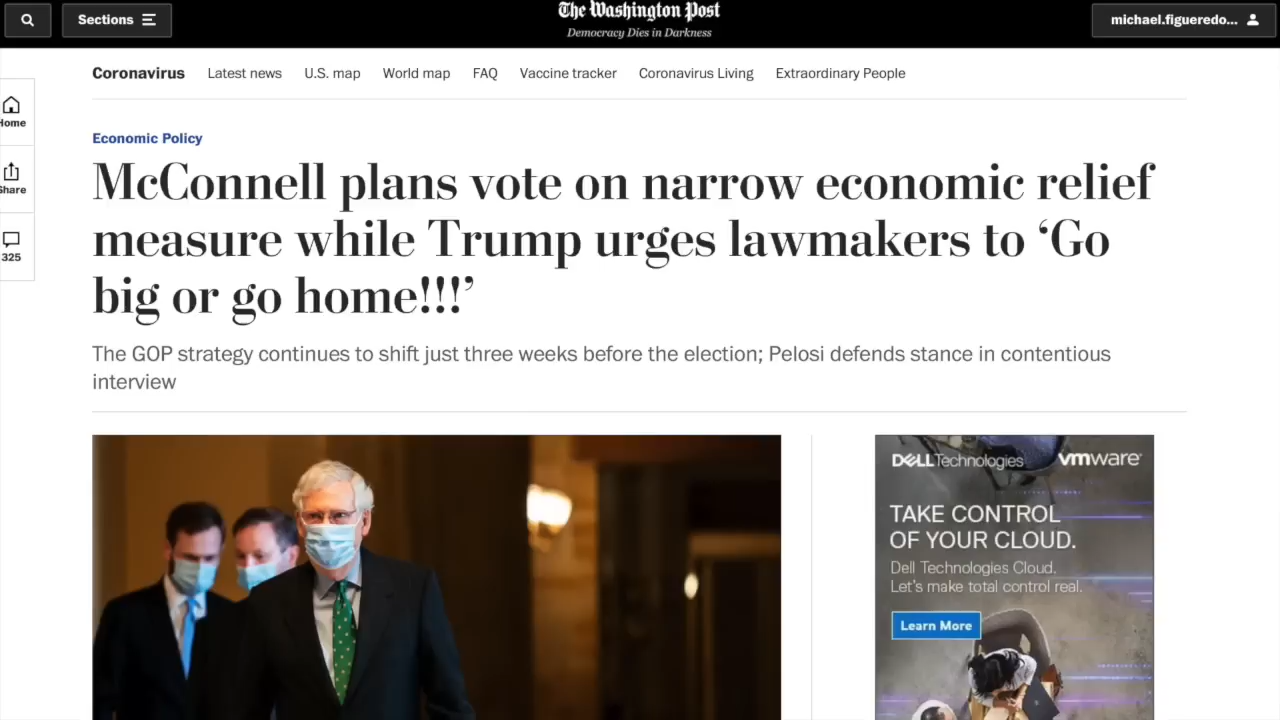 Sections
The Washington Post
Democracy Dies in Darkness
michael.figueredo...
Coronavirus Latest news U.S. map World map FAQ Vaccine tracker Coronavirus Living Extraordinary People
Home
Share
325
Economic Policy
McConnell plans vote on narrow economic relief
measure while Trump urges lawmakers to ‘Go
big or go home!!!’
The GOP strategy continues to shift just three weeks before the election; Pelosi defends stance in contentious
interview
DELLTechnologies vmware
TAKE CONTROL
OF YOUR CLOUD.
Dell Technologies Cloud.
Let's make total control real.
Learn More